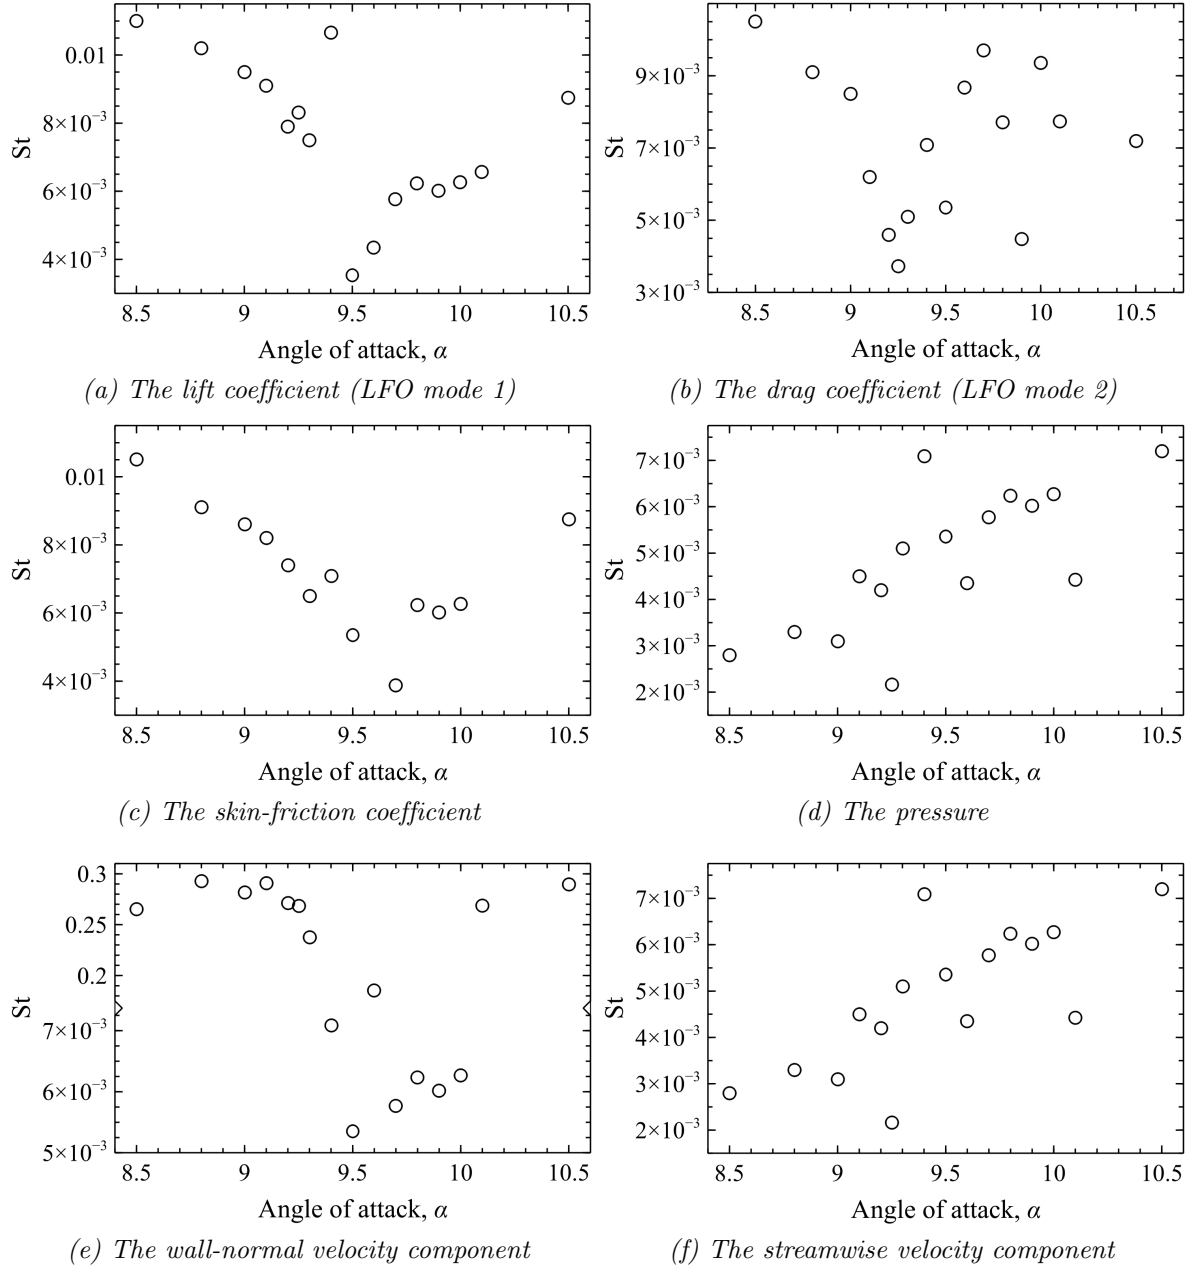 0.01
8×10⁻³
6×10⁻³
4×10⁻³
St
8.5 9 9.5 10 10.5
Angle of attack, α
(a) The lift coefficient (LFO mode 1)
9×10⁻³
7×10⁻³
5×10⁻³
3×10⁻³
St
8.5 9 9.5 10 10.5
Angle of attack, α
(b) The drag coefficient (LFO mode 2)
0.01
8×10⁻³
6×10⁻³
4×10⁻³
St
8.5 9 9.5 10 10.5
Angle of attack, α
(c) The skin-friction coefficient
7×10⁻³
6×10⁻³
5×10⁻³
4×10⁻³
3×10⁻³
2×10⁻³
St
8.5 9 9.5 10 10.5
Angle of attack, α
(d) The pressure
0.3
0.25
0.2
7×10⁻³
6×10⁻³
5×10⁻³
St
8.5 9 9.5 10 10.5
Angle of attack, α
(e) The wall-normal velocity component
7×10⁻³
6×10⁻³
5×10⁻³
4×10⁻³
3×10⁻³
2×10⁻³
St
8.5 9 9.5 10 10.5
Angle of attack, α
(f) The streamwise velocity component